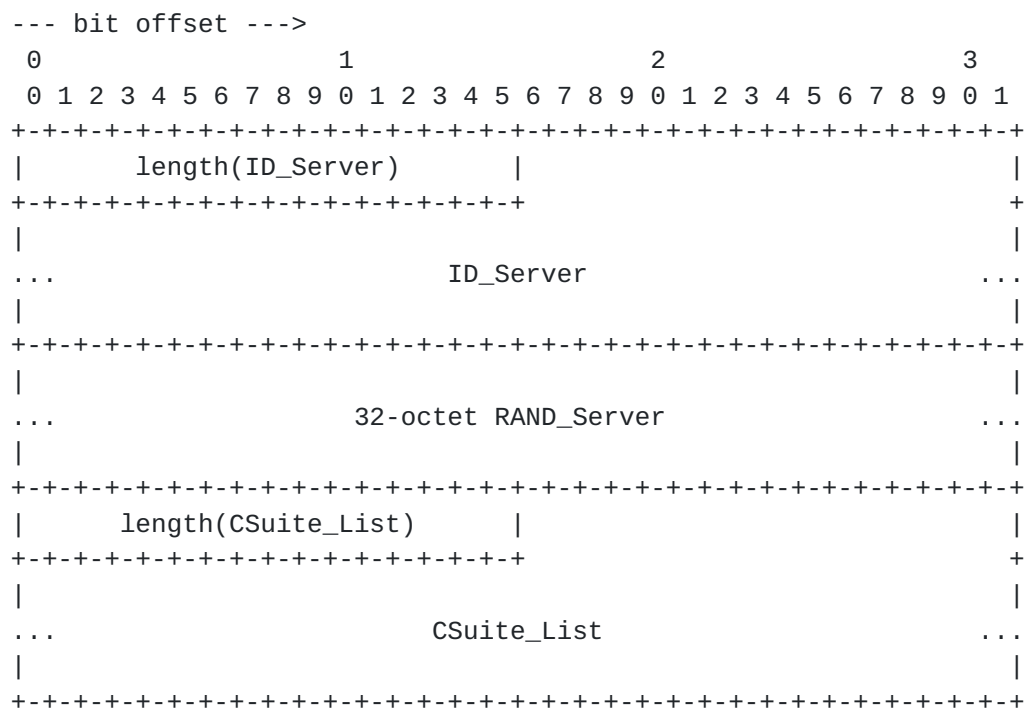 --- bit offset --->
 0                   1                   2                   3
 0 1 2 3 4 5 6 7 8 9 0 1 2 3 4 5 6 7 8 9 0 1 2 3 4 5 6 7 8 9 0 1
+-+-+-+-+-+-+-+-+-+-+-+-+-+-+-+-+-+-+-+-+-+-+-+-+-+-+-+-+-+-+-+-+
|       length(ID_Server)       |                               |
+-+-+-+-+-+-+-+-+-+-+-+-+-+-+-+-+                               +
|                                                               |
...                         ID_Server                         ...
|                                                               |
+-+-+-+-+-+-+-+-+-+-+-+-+-+-+-+-+-+-+-+-+-+-+-+-+-+-+-+-+-+-+-+-+
|                                                               |
...                   32-octet RAND_Server                    ...
|                                                               |
+-+-+-+-+-+-+-+-+-+-+-+-+-+-+-+-+-+-+-+-+-+-+-+-+-+-+-+-+-+-+-+-+
|      length(CSuite_List)      |                               |
+-+-+-+-+-+-+-+-+-+-+-+-+-+-+-+-+                               +
|                                                               |
...                        CSuite_List                        ...
|                                                               |
+-+-+-+-+-+-+-+-+-+-+-+-+-+-+-+-+-+-+-+-+-+-+-+-+-+-+-+-+-+-+-+-+